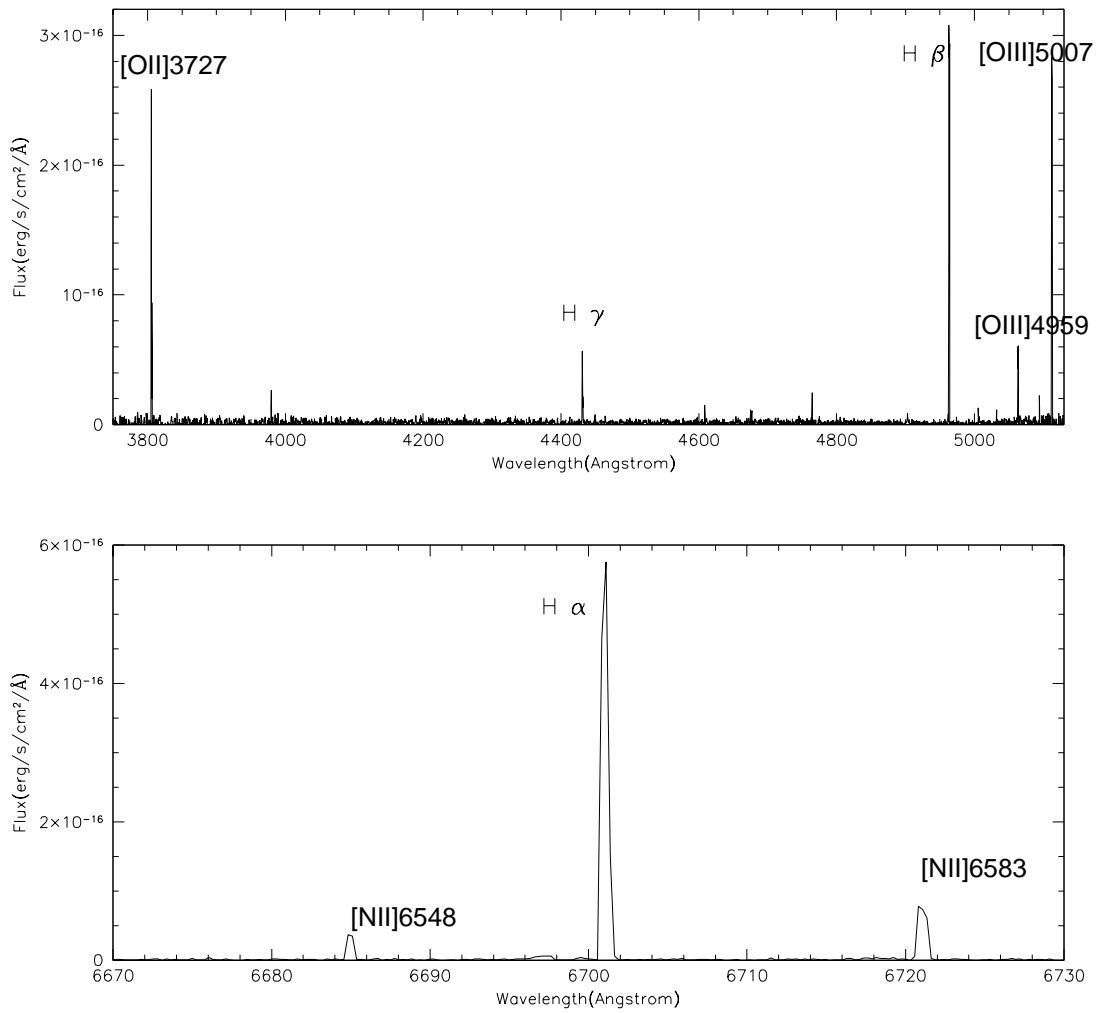 3×10⁻¹⁶
[OII]3727
H β
[OIII]5007
2×10⁻¹⁶
10⁻¹⁶
H γ
[OIII]4959
0
3800 4000 4200 4400 4600 4800 5000
Wavelength(Angstrom)
Flux(erg/s/cm²/Å)
6×10⁻¹⁶
H α
4×10⁻¹⁶
2×10⁻¹⁶
[NII]6548
[NII]6583
0
6670 6680 6690 6700 6710 6720 6730
Wavelength(Angstrom)
Flux(erg/s/cm²/Å)